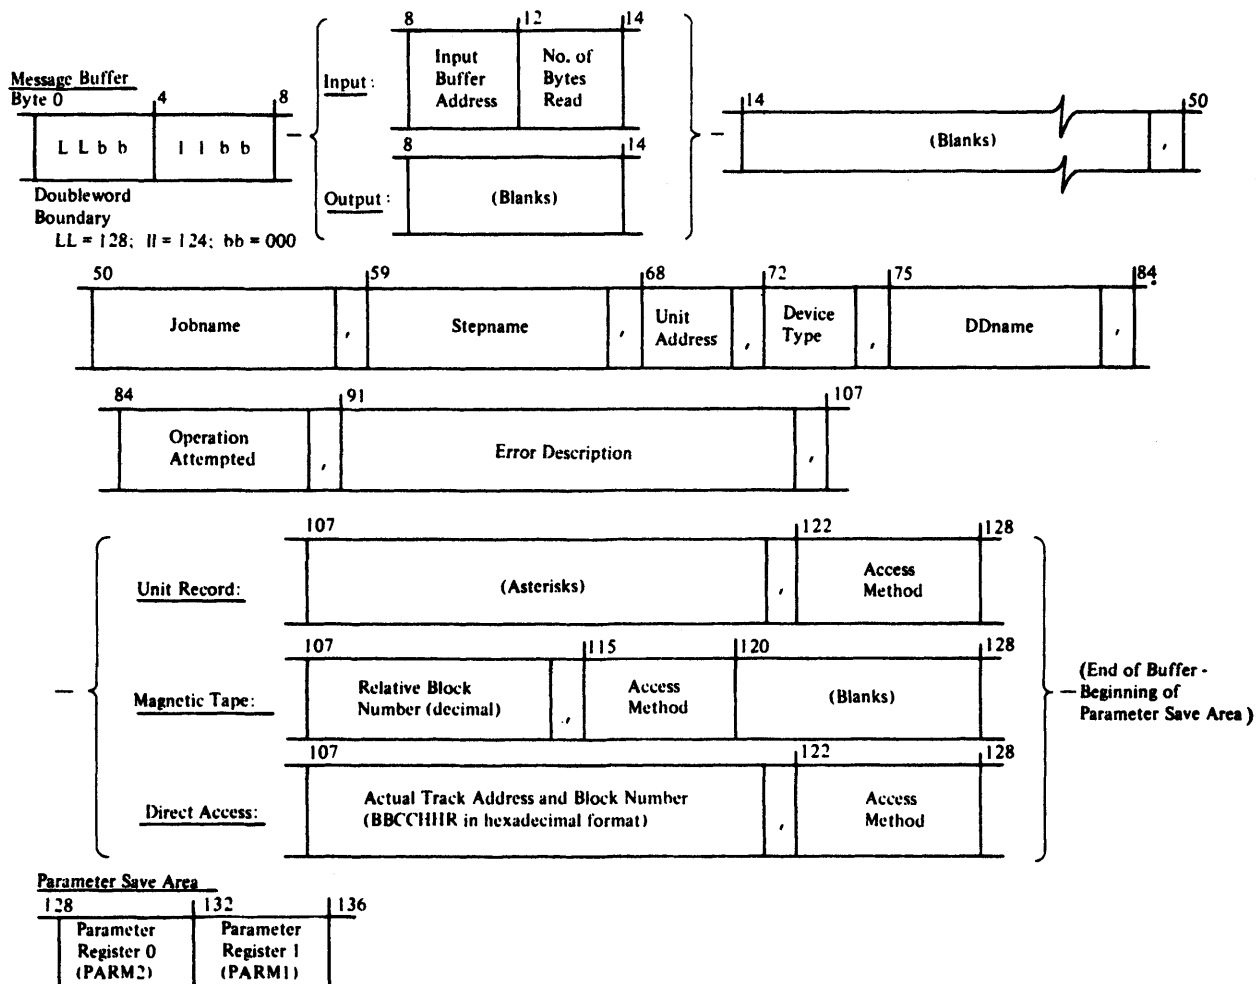 Message Buffer
Byte 0 4 8
L L b b l l b b
Doubleword
Boundary
LL = 128; ll = 124; bb = 000
Input:
8 12 14
Input Buffer Address
No. of Bytes Read
Output:
8 14
(Blanks)
14 50
(Blanks) ,
50 59 68 72 75 84
Jobname , Stepname , Unit Address , Device Type , DDname ,
84 91 107
Operation Attempted , Error Description ,
Unit Record:
107 122 128
(Asterisks) , Access Method
Magnetic Tape:
107 115 120 128
Relative Block Number (decimal) , Access Method (Blanks)
Direct Access:
107 122 128
Actual Track Address and Block Number
(BBCCHHR in hexadecimal format) , Access Method
(End of Buffer -
Beginning of
Parameter Save Area)
Parameter Save Area
128 132 136
Parameter Register 0 (PARM2)
Parameter Register 1 (PARM1)